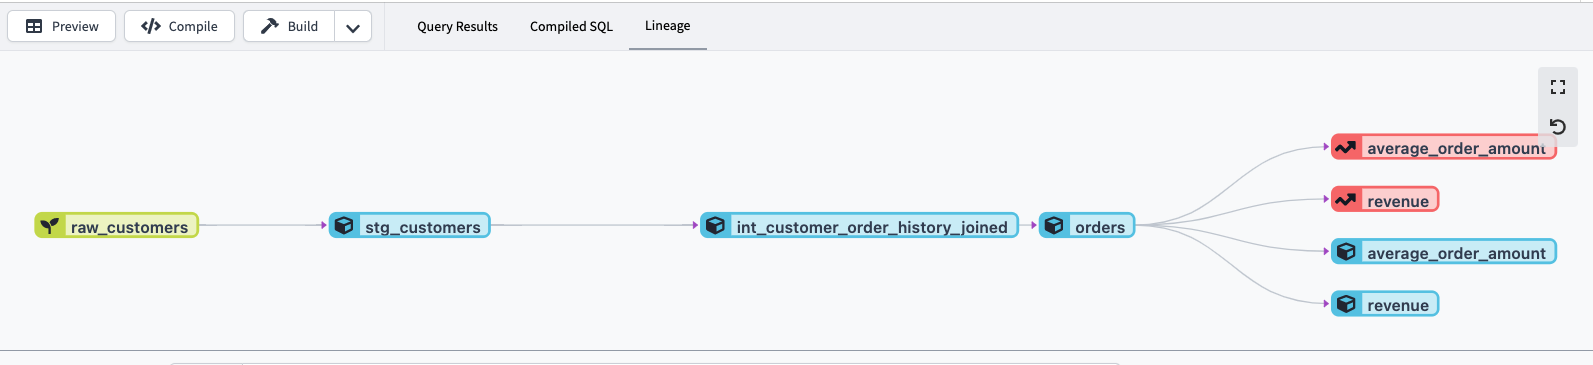 Preview Compile Build Query Results Compiled SQL Lineage
average_order_amount
revenue
raw_customers stg_customers int_customer_order_history_joined orders
average_order_amount
revenue